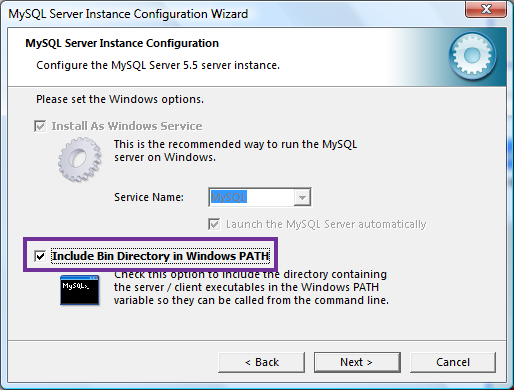 MySQL Server Instance Configuration Wizard
MySQL Server Instance Configuration
Configure the MySQL Server 5.5 server instance.
Please set the Windows options.
Install As Windows Service
This is the recommended way to run the MySQL
server on Windows.
Service Name:
MySQL
Launch the MySQL Server automatically
Include Bin Directory in Windows PATH
MySQL>_
Check this option to include the directory containing
the server / client executables in the Windows PATH
variable so they can be called from the command line.
< Back
Next >
Cancel